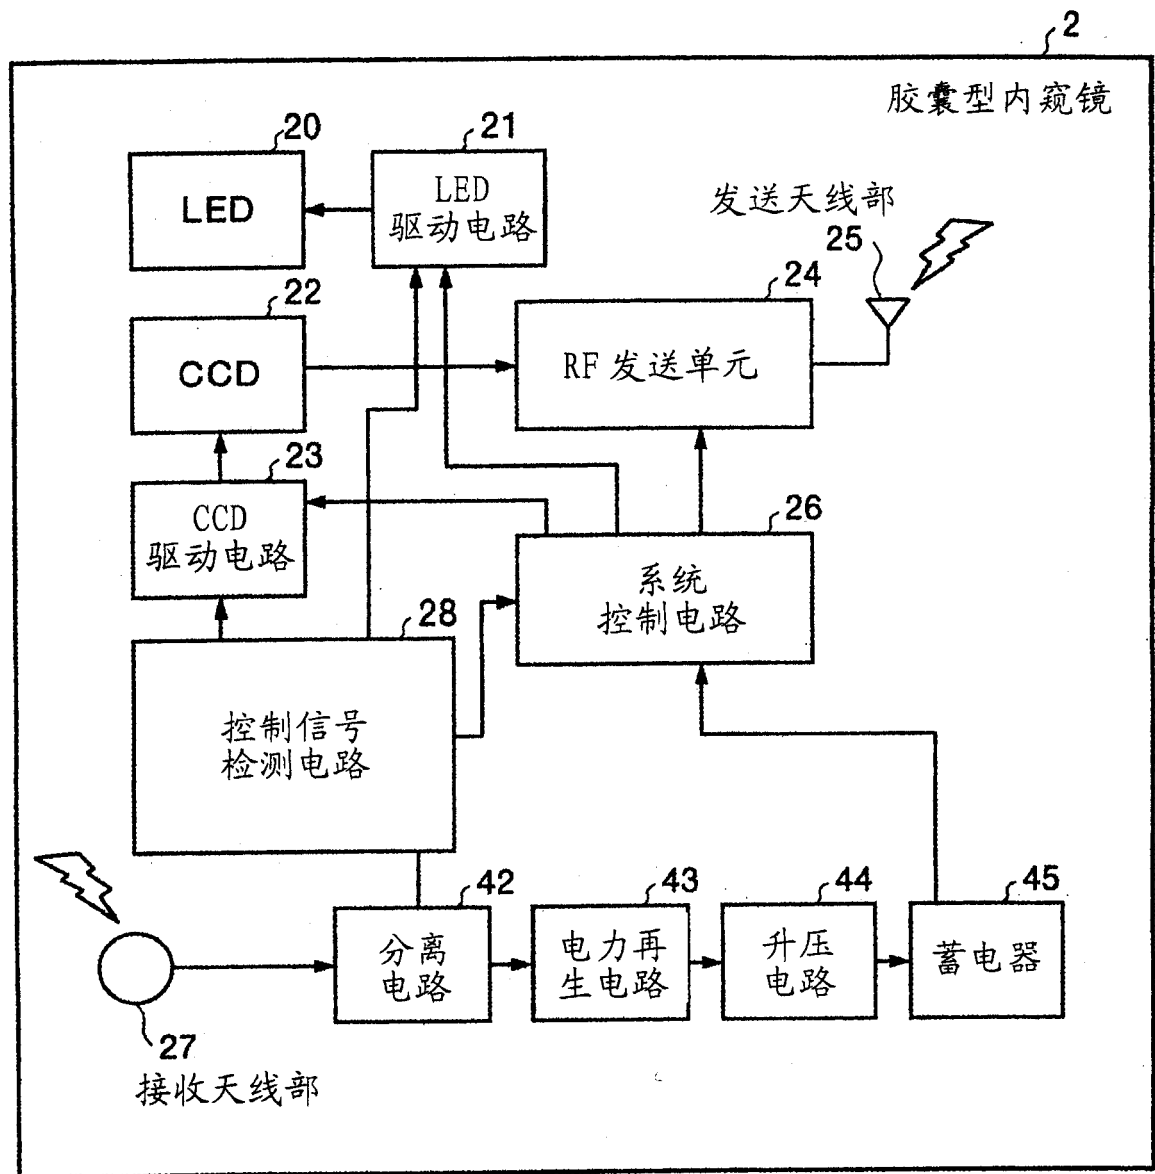 2
胶囊型内窥镜
20
LED
21
LED
驱动电路
发送天线部
25
22
CCD
24
RF 发送单元
23
CCD
驱动电路
26
系统
控制电路
28
控制信号
检测电路
27
接收天线部
42
分离
电路
43
电力再
生电路
44
升压
电路
45
蓄电器